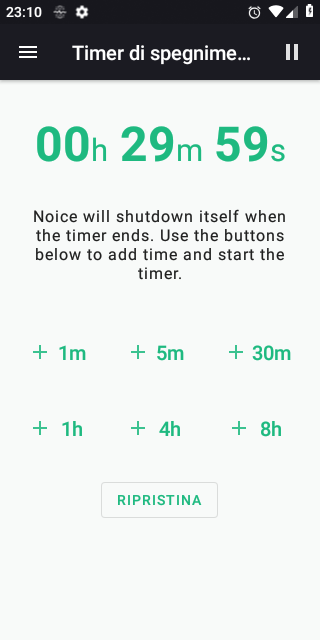 23:10
Timer di spegnime...
00h 29m 59s
Noice will shutdown itself when
the timer ends. Use the buttons
below to add time and start the
timer.
+ 1m + 5m + 30m
+ 1h + 4h + 8h
RIPRISTINA